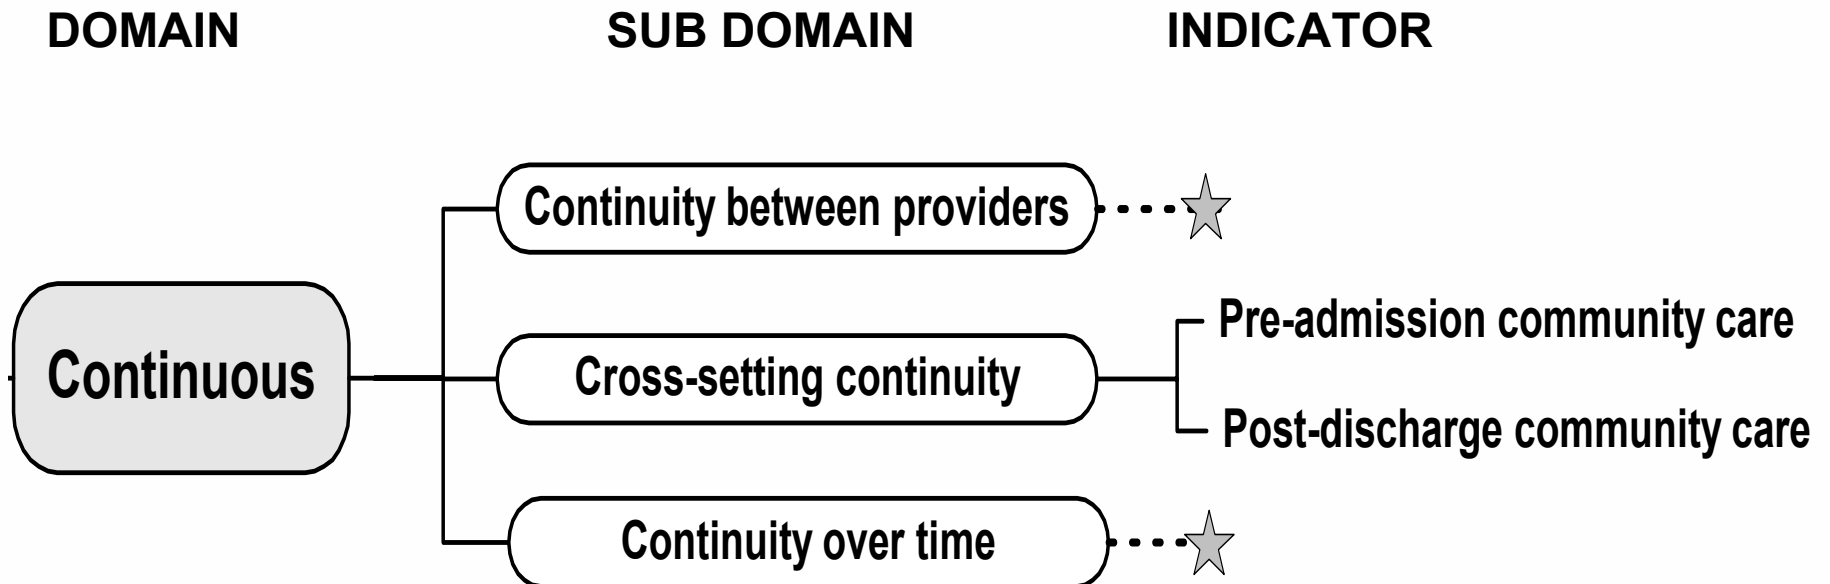 DOMAIN SUB DOMAIN INDICATOR
Continuity between providers
Continuous
Cross-setting continuity
Pre-admission community care
Post-discharge community care
Continuity over time